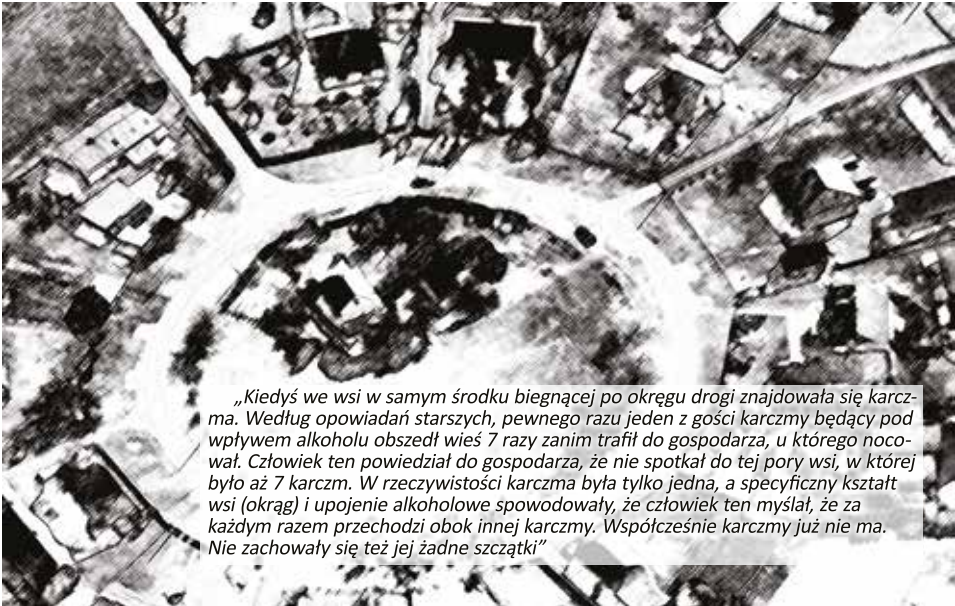 „Kiedyś we wsi w samym środku biegnącej po okręgu drogi znajdowała się karcz-
ma. Według opowiadań starszych, pewnego razu jeden z gości karczmy będący pod
wpływem alkoholu obszedł wieś 7 razy zanim trafił do gospodarza, u którego noco-
wał. Człowiek ten powiedział do gospodarza, że nie spotkał do tej pory wsi, w której
było aż 7 karczm. W rzeczywistości karczma była tylko jedna, a specyficzny kształt
wsi (okrąg) i upojenie alkoholowe spowodowały, że człowiek ten myślał, że za
każdym razem przechodzi obok innej karczmy. Współcześnie karczmy już nie ma.
Nie zachowały się też jej żadne szczątki”